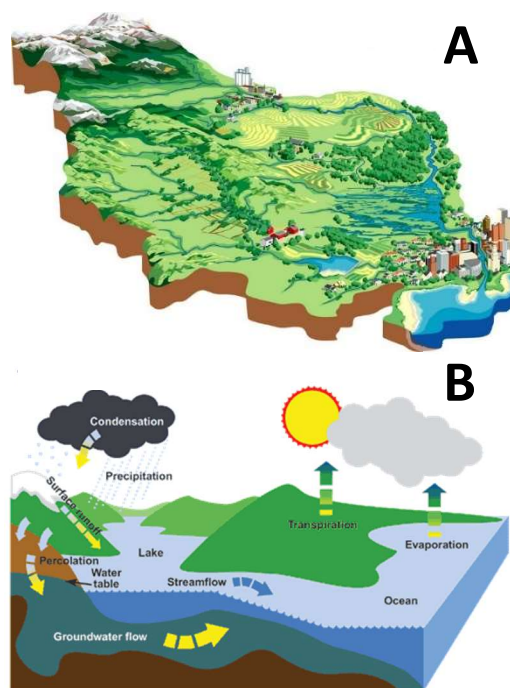 A
B
Condensation
Precipitation
Surface runoff
Transpiration
Percolation
Lake
Evaporation
Water
table
Streamflow
Ocean
Groundwater flow